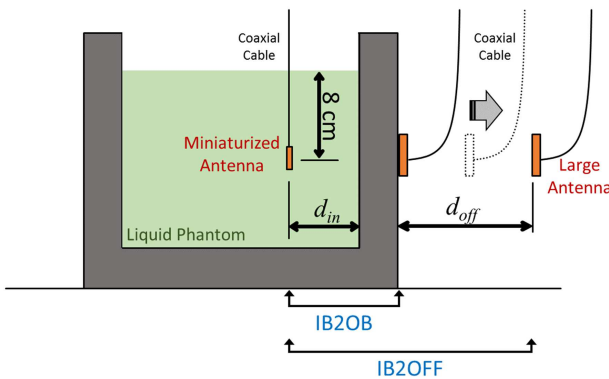 Coaxial
Cable
Coaxial
Cable
8 cm
Miniaturized
Antenna
Large
Antenna
d_in
d_off
Liquid Phantom
IB2OB
IB2OFF